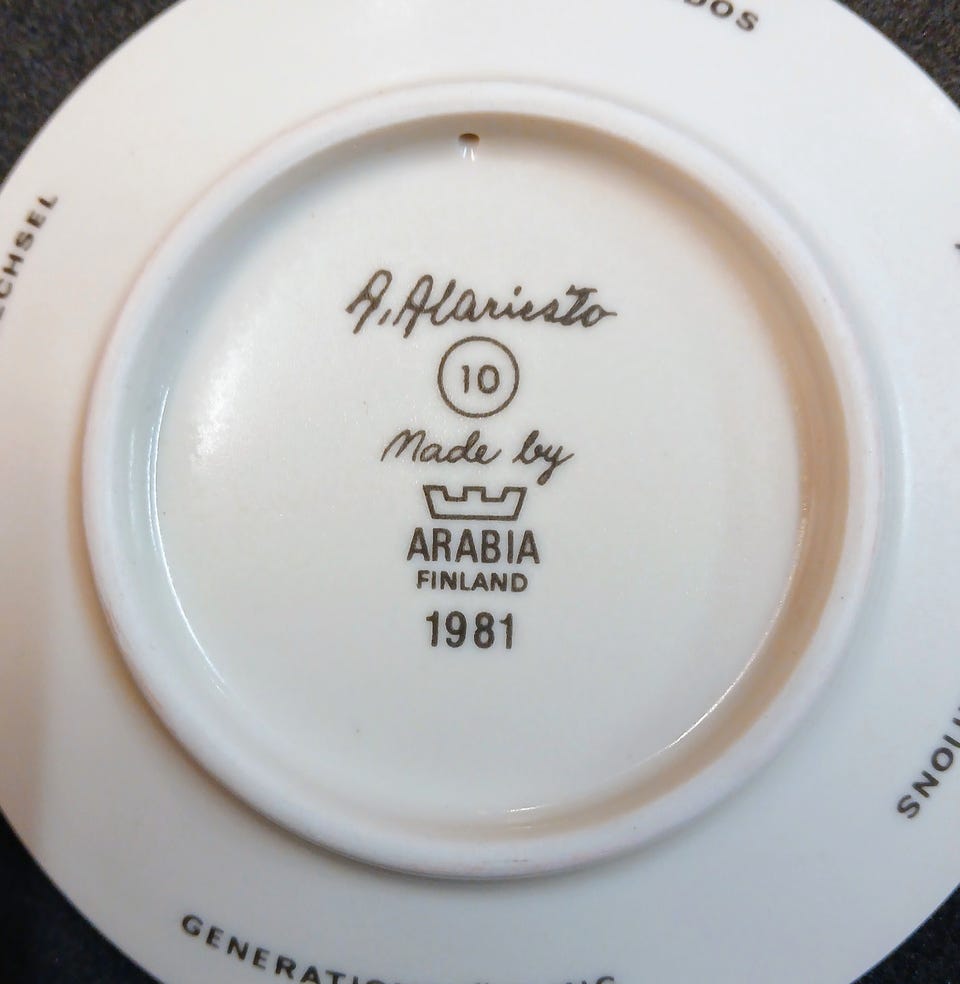 A. Alariesto
10
Made by
ARABIA
FINLAND
1981